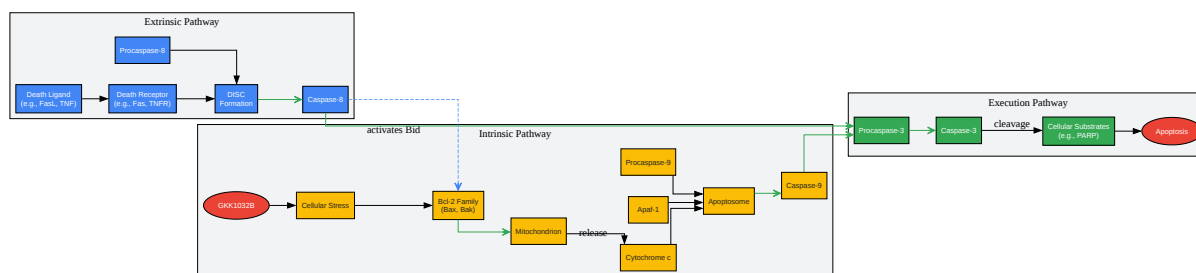 Extrinsic Pathway
Procaspase-8
Death Ligand
(e.g., FasL, TNF)
Death Receptor
(e.g., Fas, TNFR)
DISC
Formation
Caspase-8
activates Bid
Intrinsic Pathway
GKK1032B
Cellular Stress
Bcl-2 Family
(Bax, Bak)
Mitochondrion
release
Procaspase-9
Apaf-1
Cytochrome c
Apoptosome
Caspase-9
Execution Pathway
Procaspase-3
Caspase-3
cleavage
Cellular Substrates
(e.g., PARP)
Apoptosis